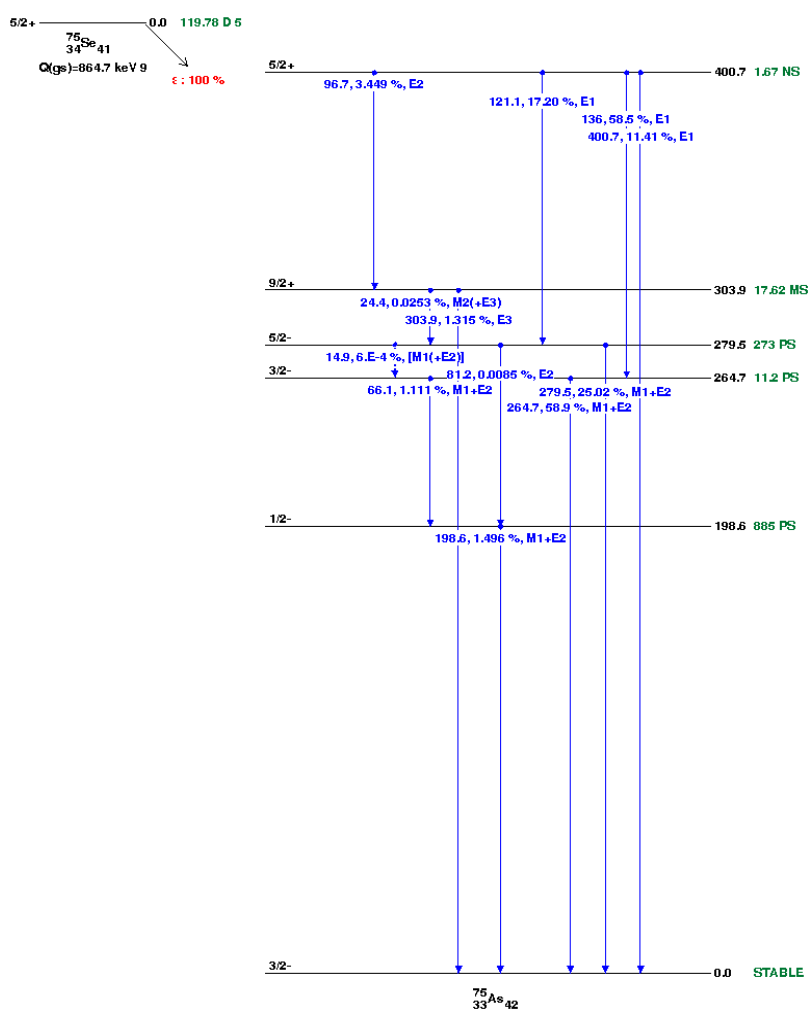 5/2+ 0.0 119.78 D 5
75
34Se41
Q(gs)=864.7 keV 9
ε : 100 %
5/2+ 400.7 1.67 NS
96.7, 3.449 %, E2
121.1, 17.20 %, E1
136, 58.5 %, E1
400.7, 11.41 %, E1
9/2+ 303.9 17.62 MS
24.4, 0.0253 %, M2(+E3)
303.9, 1.315 %, E3
5/2- 279.5 273 PS
14.9, 6.E-4 %, [M1(+E2)]
81.2, 0.0085 %, E2
3/2- 264.7 11.2 PS
66.1, 1.111 %, M1+E2
279.5, 25.02 %, M1+E2
264.7, 58.9 %, M1+E2
1/2- 198.6 885 PS
198.6, 1.496 %, M1+E2
3/2- 0.0 STABLE
75
33As42